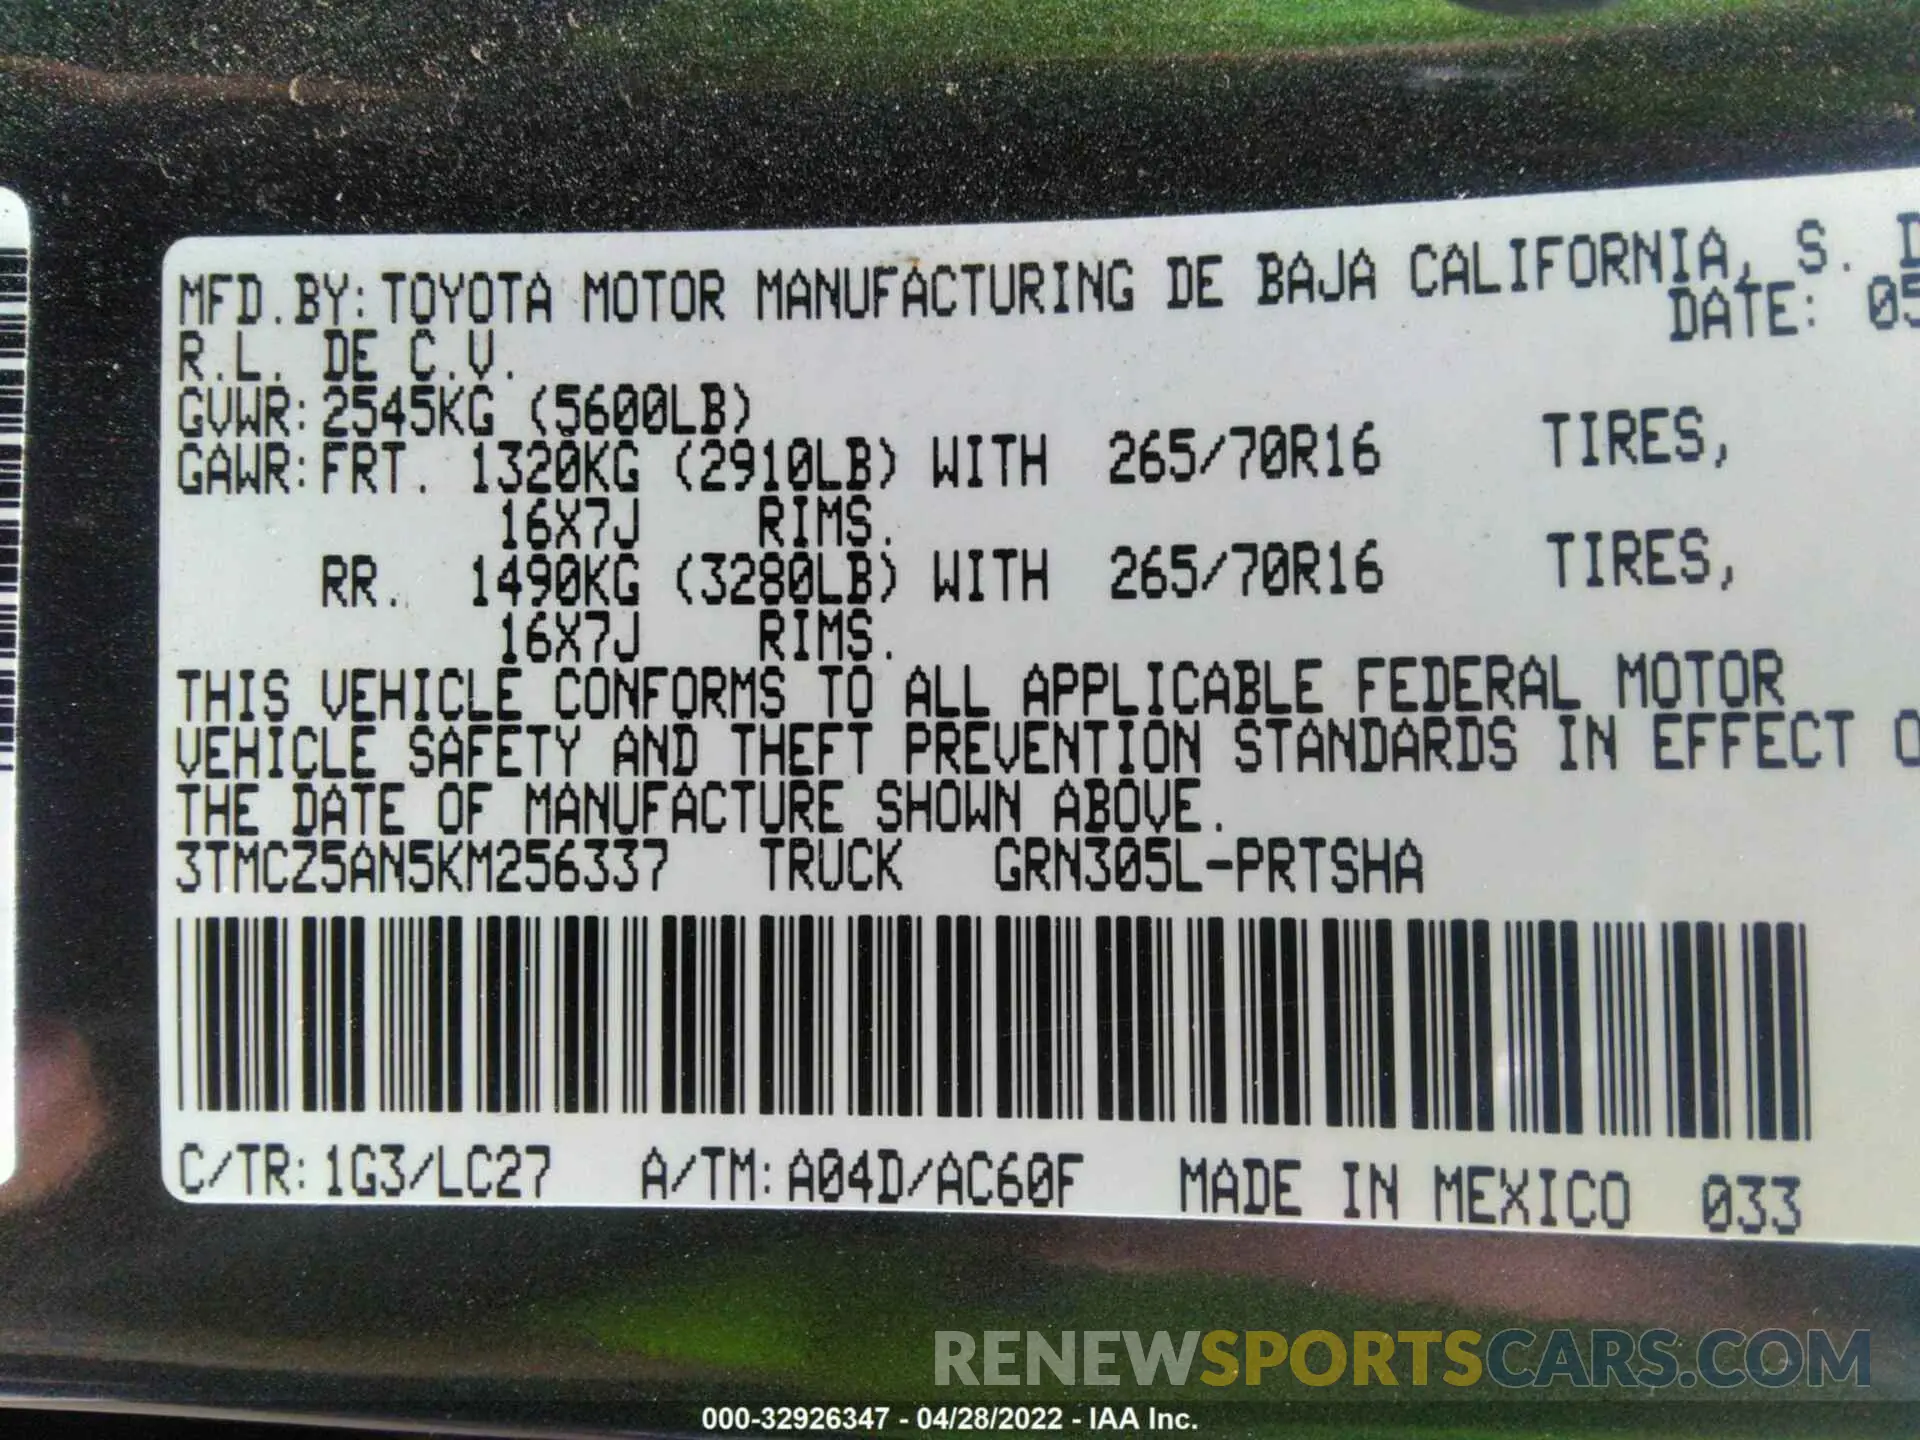 MFD.BY:TOYOTA MOTOR MANUFACTURING DE BAJA CALIFORNIA, S.
R.L. DE C.V. DATE: 05
GVWR:2545KG (5600LB)
GAWR:FRT. 1320KG (2910LB) WITH 265/70R16 TIRES,
16X7J RIMS.
RR. 1490KG (3280LB) WITH 265/70R16 TIRES,
16X7J RIMS.
THIS VEHICLE CONFORMS TO ALL APPLICABLE FEDERAL MOTOR
VEHICLE SAFETY AND THEFT PREVENTION STANDARDS IN EFFECT
THE DATE OF MANUFACTURE SHOWN ABOVE.
3TMCZ5AN5KM256337 TRUCK GRN305L-PRTSHA
C/TR:1G3/LC27 A/TM:A04D/AC60F MADE IN MEXICO 033
RENEWSPORTSCARS.COM
000-32926347 - 04/28/2022 - IAA Inc.